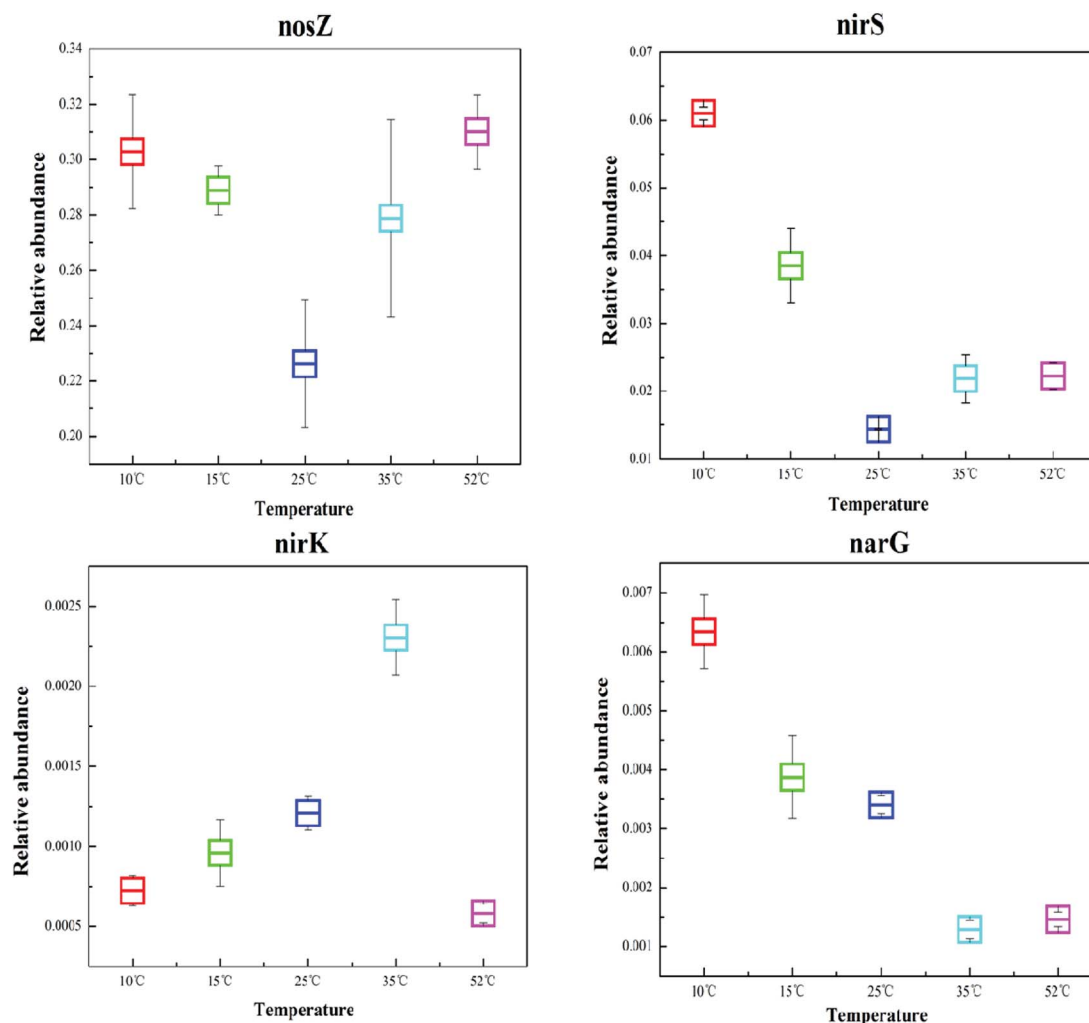 nosZ
Relative abundance
0.34
0.32
0.30
0.28
0.26
0.24
0.22
0.20
10℃ 15℃ 25℃ 35℃ 52℃
Temperature
nirS
Relative abundance
0.07
0.06
0.05
0.04
0.03
0.02
0.01
10℃ 15℃ 25℃ 35℃ 52℃
Temperature
nirK
Relative abundance
0.0025
0.0020
0.0015
0.0010
0.0005
10℃ 15℃ 25℃ 35℃ 52℃
Temperature
narG
Relative abundance
0.007
0.006
0.005
0.004
0.003
0.002
0.001
10℃ 15℃ 25℃ 35℃ 52℃
Temperature